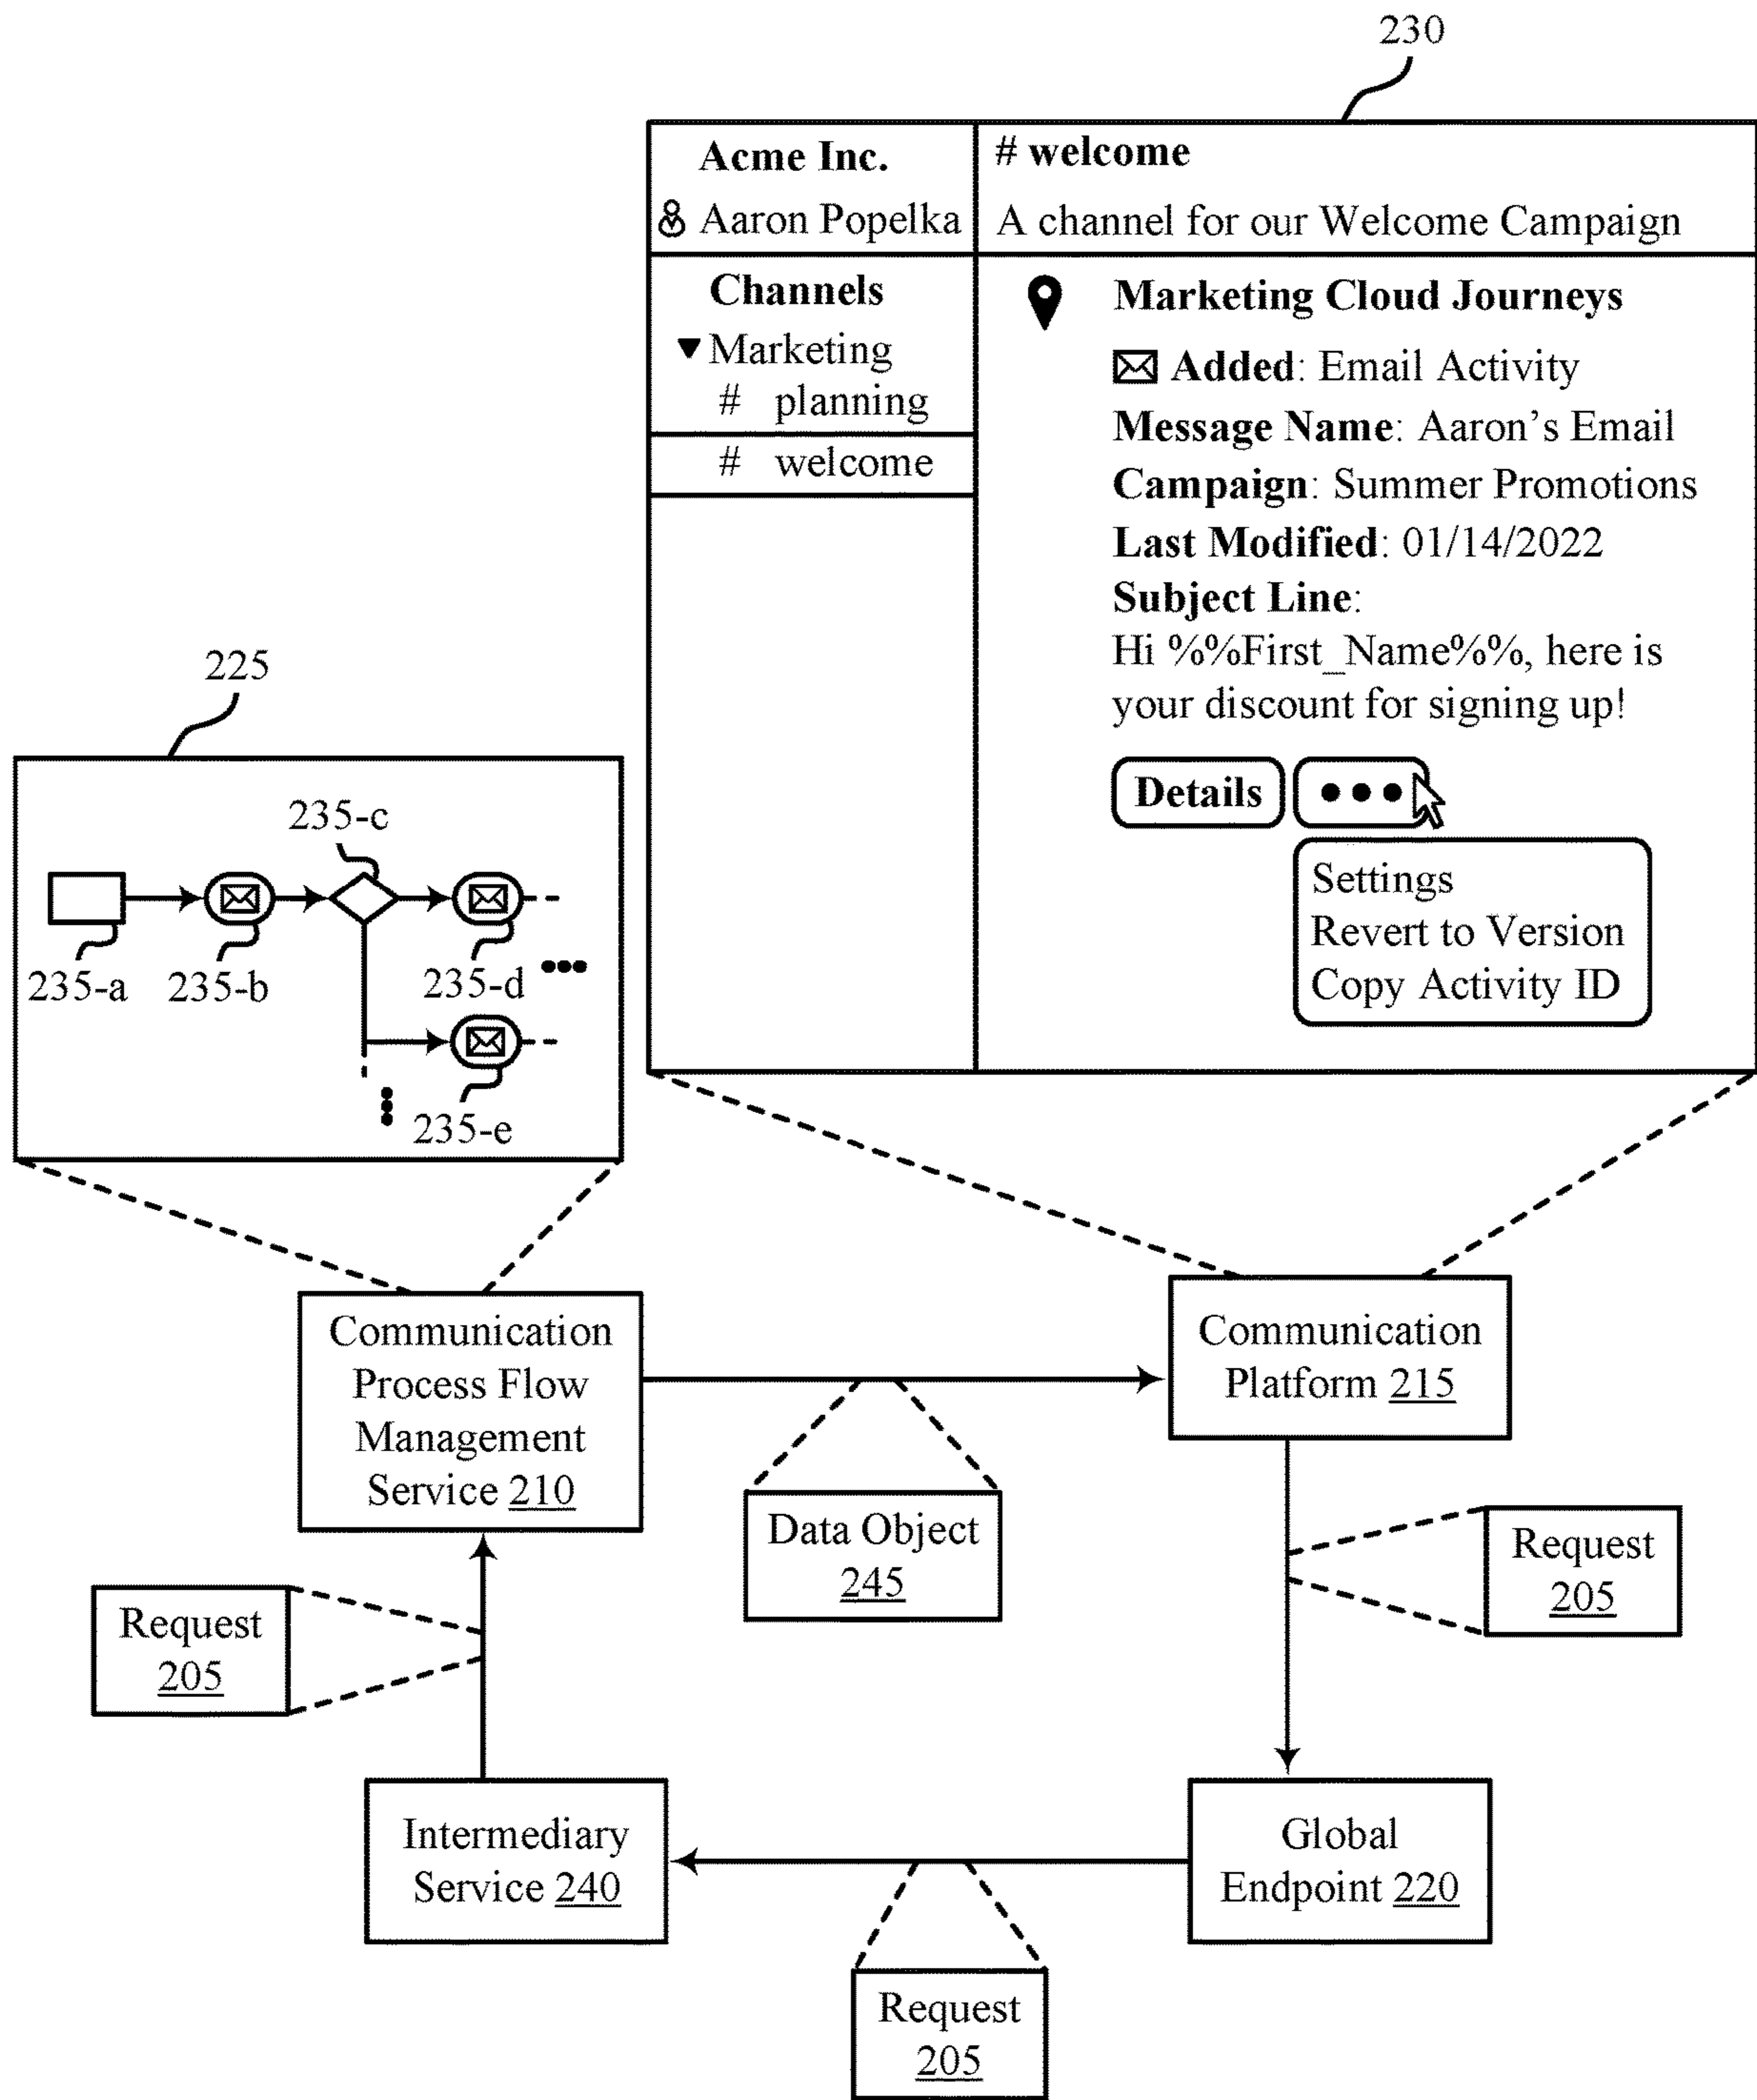 230
Acme Inc.
Aaron Popelka
# welcome
A channel for our Welcome Campaign
Channels
Marketing
# planning
# welcome
Marketing Cloud Journeys
Added: Email Activity
Message Name: Aaron's Email
Campaign: Summer Promotions
Last Modified: 01/14/2022
Subject Line:
Hi %%First_Name%%, here is
your discount for signing up!
Details
Settings
Revert to Version
Copy Activity ID
225
235-c
235-a
235-b
235-d
235-e
Communication
Process Flow
Management
Service 210
Communication
Platform 215
Data Object
245
Request
205
Request
205
Intermediary
Service 240
Global
Endpoint 220
Request
205